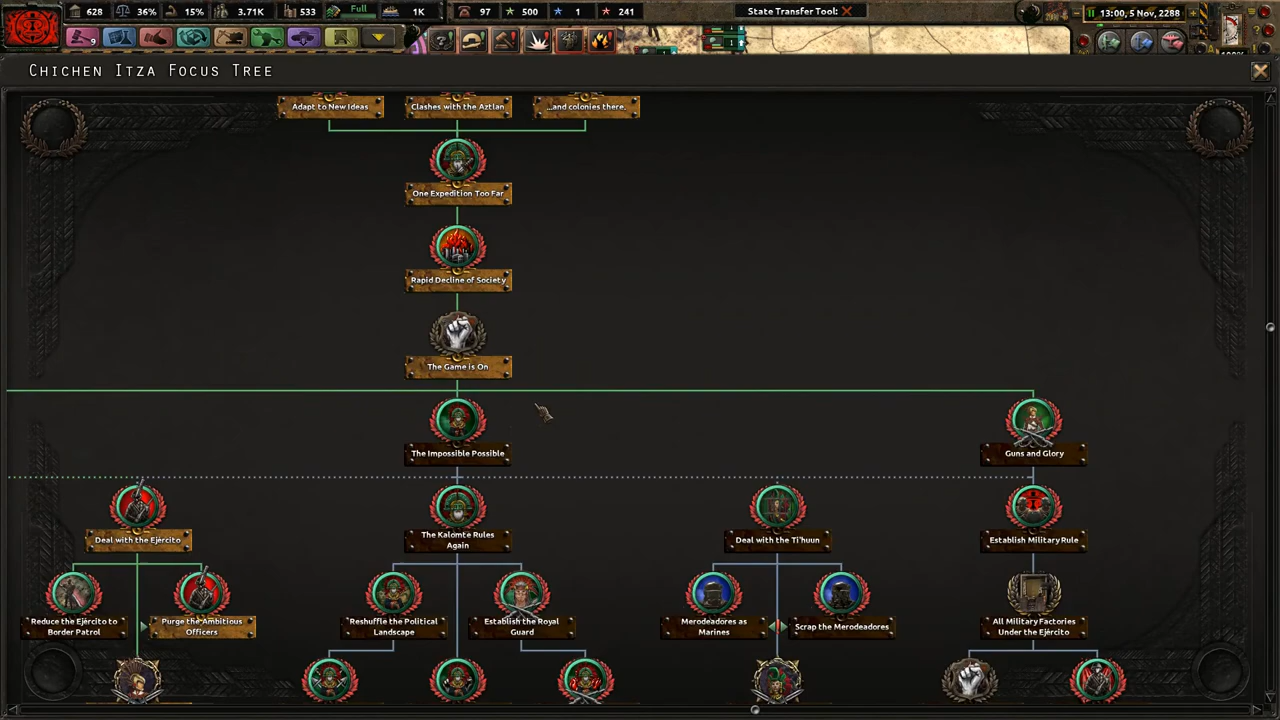 628 36% 15% 3.71K 533 Full 1K 97 500 1 241 State Transfer Tool: 13:00, 5 Nov, 2288
9
Chichen Itza Focus Tree
Adapt to New Ideas
Clashes with the Aztlan
...and colonies there.
One Expedition Too Far
Rapid Decline of Society
The Game is On
The Impossible Possible
Guns and Glory
Deal with the Ejército
The Kalomte Rules
Again
Deal with the Ti'huun
Establish Military Rule
Reduce the Ejército to
Border Patrol
Purge the Ambitious
Officers
Reshuffle the Political
Landscape
Establish the Royal
Guard
Merodeadores as
Marines
Scrap the Merodeadores
All Military Factories
Under the Ejército